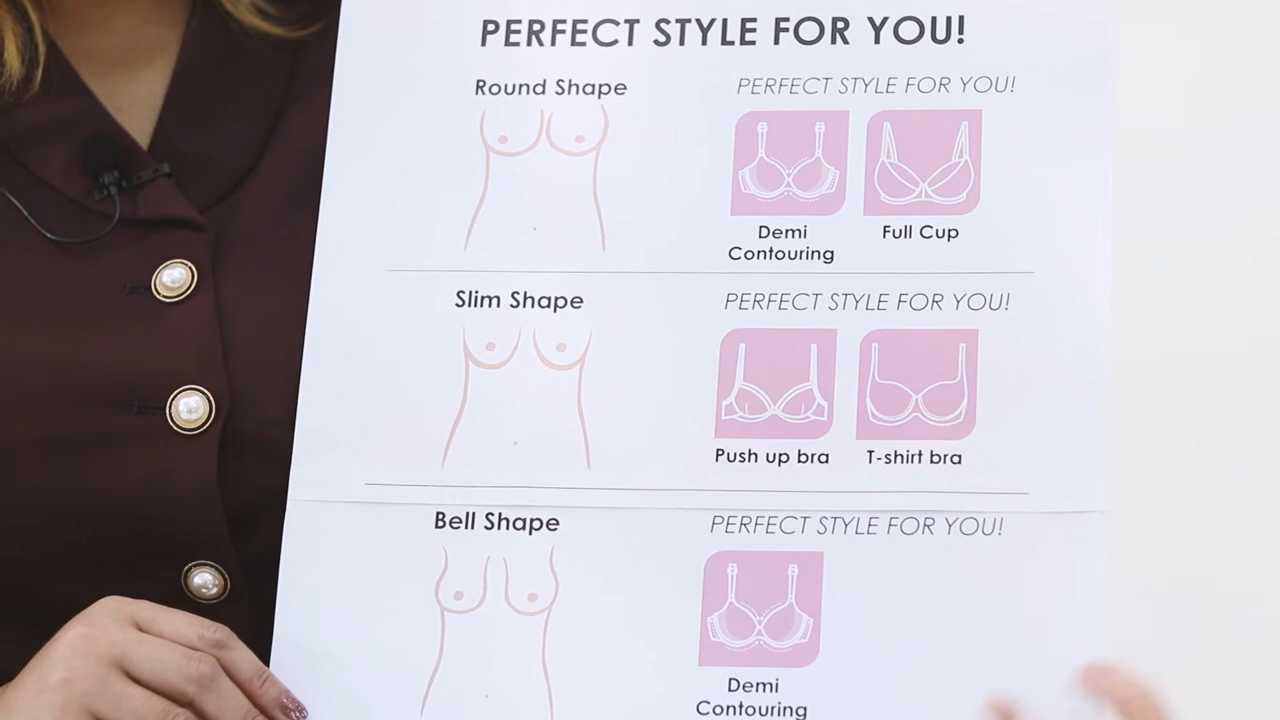 PERFECT STYLE FOR YOU!
Round Shape
PERFECT STYLE FOR YOU!
Demi
Contouring
Full Cup
Slim Shape
PERFECT STYLE FOR YOU!
Push up bra
T-shirt bra
Bell Shape
PERFECT STYLE FOR YOU!
Demi
Contouring